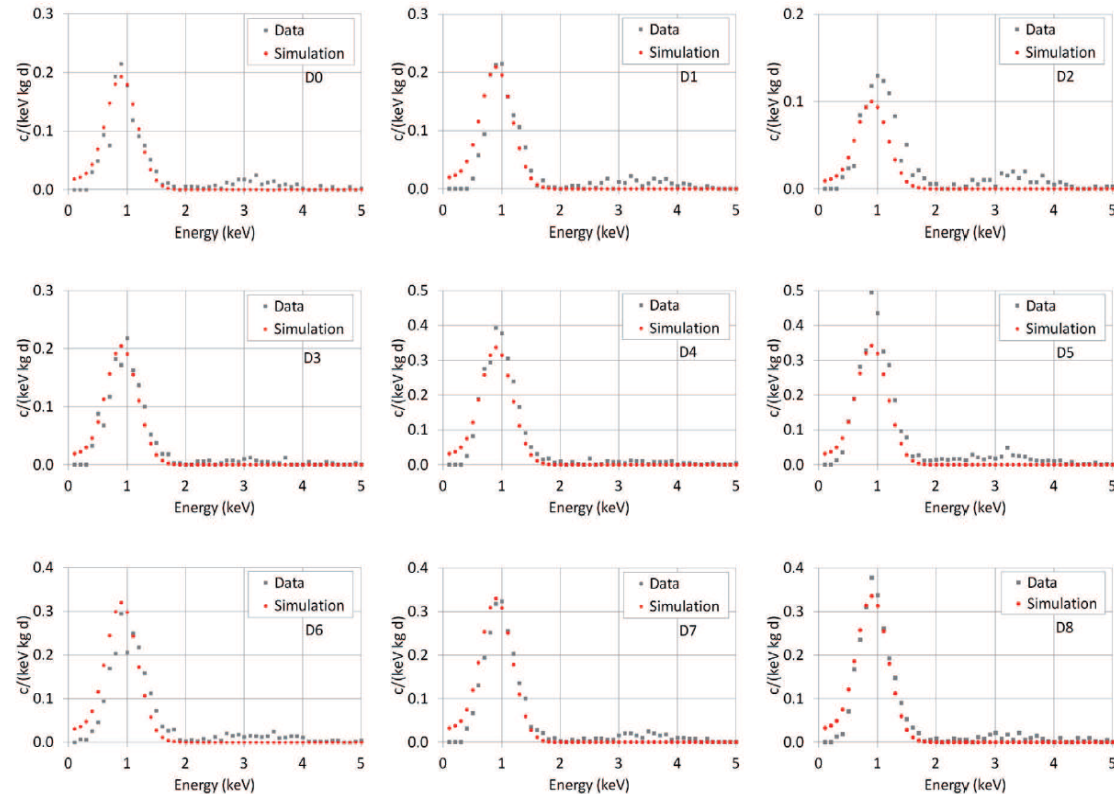 0.3
0.2
0.1
0.0
c/(keV kg d)
Data
Simulation
D0
0 1 2 3 4 5
Energy (keV)
0.3
0.2
0.1
0.0
c/(keV kg d)
Data
Simulation
D1
0 1 2 3 4 5
Energy (keV)
0.2
0.1
0.0
c/(keV kg d)
Data
Simulation
D2
0 1 2 3 4 5
Energy (keV)
0.3
0.2
0.1
0.0
c/(keV kg d)
Data
Simulation
D3
0 1 2 3 4 5
Energy (keV)
0.5
0.4
0.3
0.2
0.1
0.0
c/(keV kg d)
Data
Simulation
D4
0 1 2 3 4 5
Energy (keV)
0.5
0.4
0.3
0.2
0.1
0.0
c/(keV kg d)
Data
Simulation
D5
0 1 2 3 4 5
Energy (keV)
0.4
0.3
0.2
0.1
0.0
c/(keV kg d)
Data
Simulation
D6
0 1 2 3 4 5
Energy (keV)
0.4
0.3
0.2
0.1
0.0
c/(keV kg d)
Data
Simulation
D7
0 1 2 3 4 5
Energy (keV)
0.4
0.3
0.2
0.1
0.0
c/(keV kg d)
Data
Simulation
D8
0 1 2 3 4 5
Energy (keV)